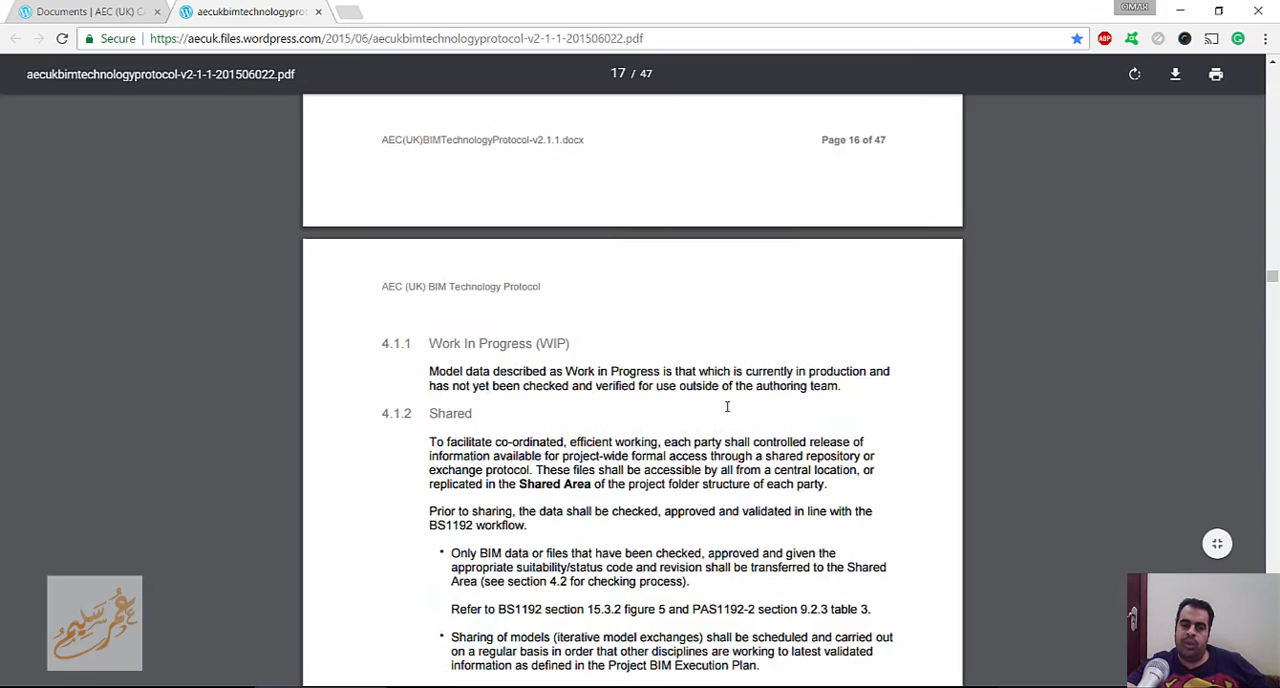 Documents | AEC (UK) C
aecukbimtechnologyprot
OMAR
Secure
https://aecuk.files.wordpress.com/2015/06/aecukbimtechnologyprotocol-v2-1-1-201506022.pdf
ABP
aecukbimtechnologyprotocol-v2-1-1-201506022.pdf
17 / 47
AEC(UK)BIMTechnologyProtocol-v2.1.1.docx
Page 16 of 47
AEC (UK) BIM Technology Protocol
4.1.1 Work In Progress (WIP)
Model data described as Work in Progress is that which is currently in production and
has not yet been checked and verified for use outside of the authoring team.
4.1.2 Shared
To facilitate co-ordinated, efficient working, each party shall controlled release of
information available for project-wide formal access through a shared repository or
exchange protocol. These files shall be accessible by all from a central location, or
replicated in the Shared Area of the project folder structure of each party.
Prior to sharing, the data shall be checked, approved and validated in line with the
BS1192 workflow.
• Only BIM data or files that have been checked, approved and given the
appropriate suitability/status code and revision shall be transferred to the Shared
Area (see section 4.2 for checking process).
Refer to BS1192 section 15.3.2 figure 5 and PAS1192-2 section 9.2.3 table 3.
• Sharing of models (iterative model exchanges) shall be scheduled and carried out
on a regular basis in order that other disciplines are working to latest validated
information as defined in the Project BIM Execution Plan.
عمر سليم